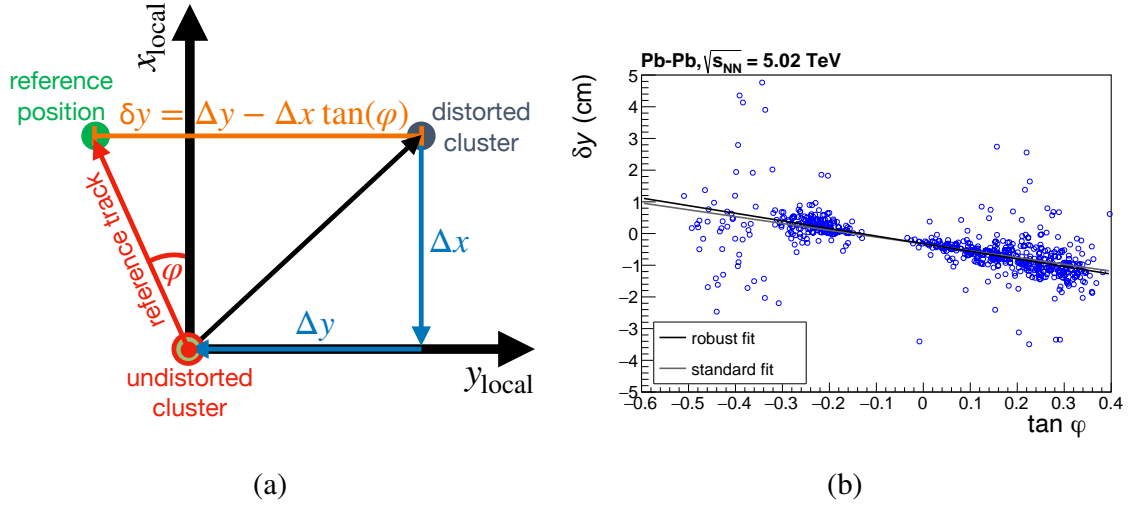 x_local
reference
position
δy = Δy − Δx tan(φ)
distorted
cluster
reference track
φ
Δx
Δy
undistorted
cluster
y_local
(a)
Pb-Pb, √s_NN = 5.02 TeV
δy (cm)
5
4
3
2
1
0
−1
−2
−3
−4
−5
robust fit
standard fit
−0.6 −0.5 −0.4 −0.3 −0.2 −0.1 0 0.1 0.2 0.3 0.4
tan φ
(b)